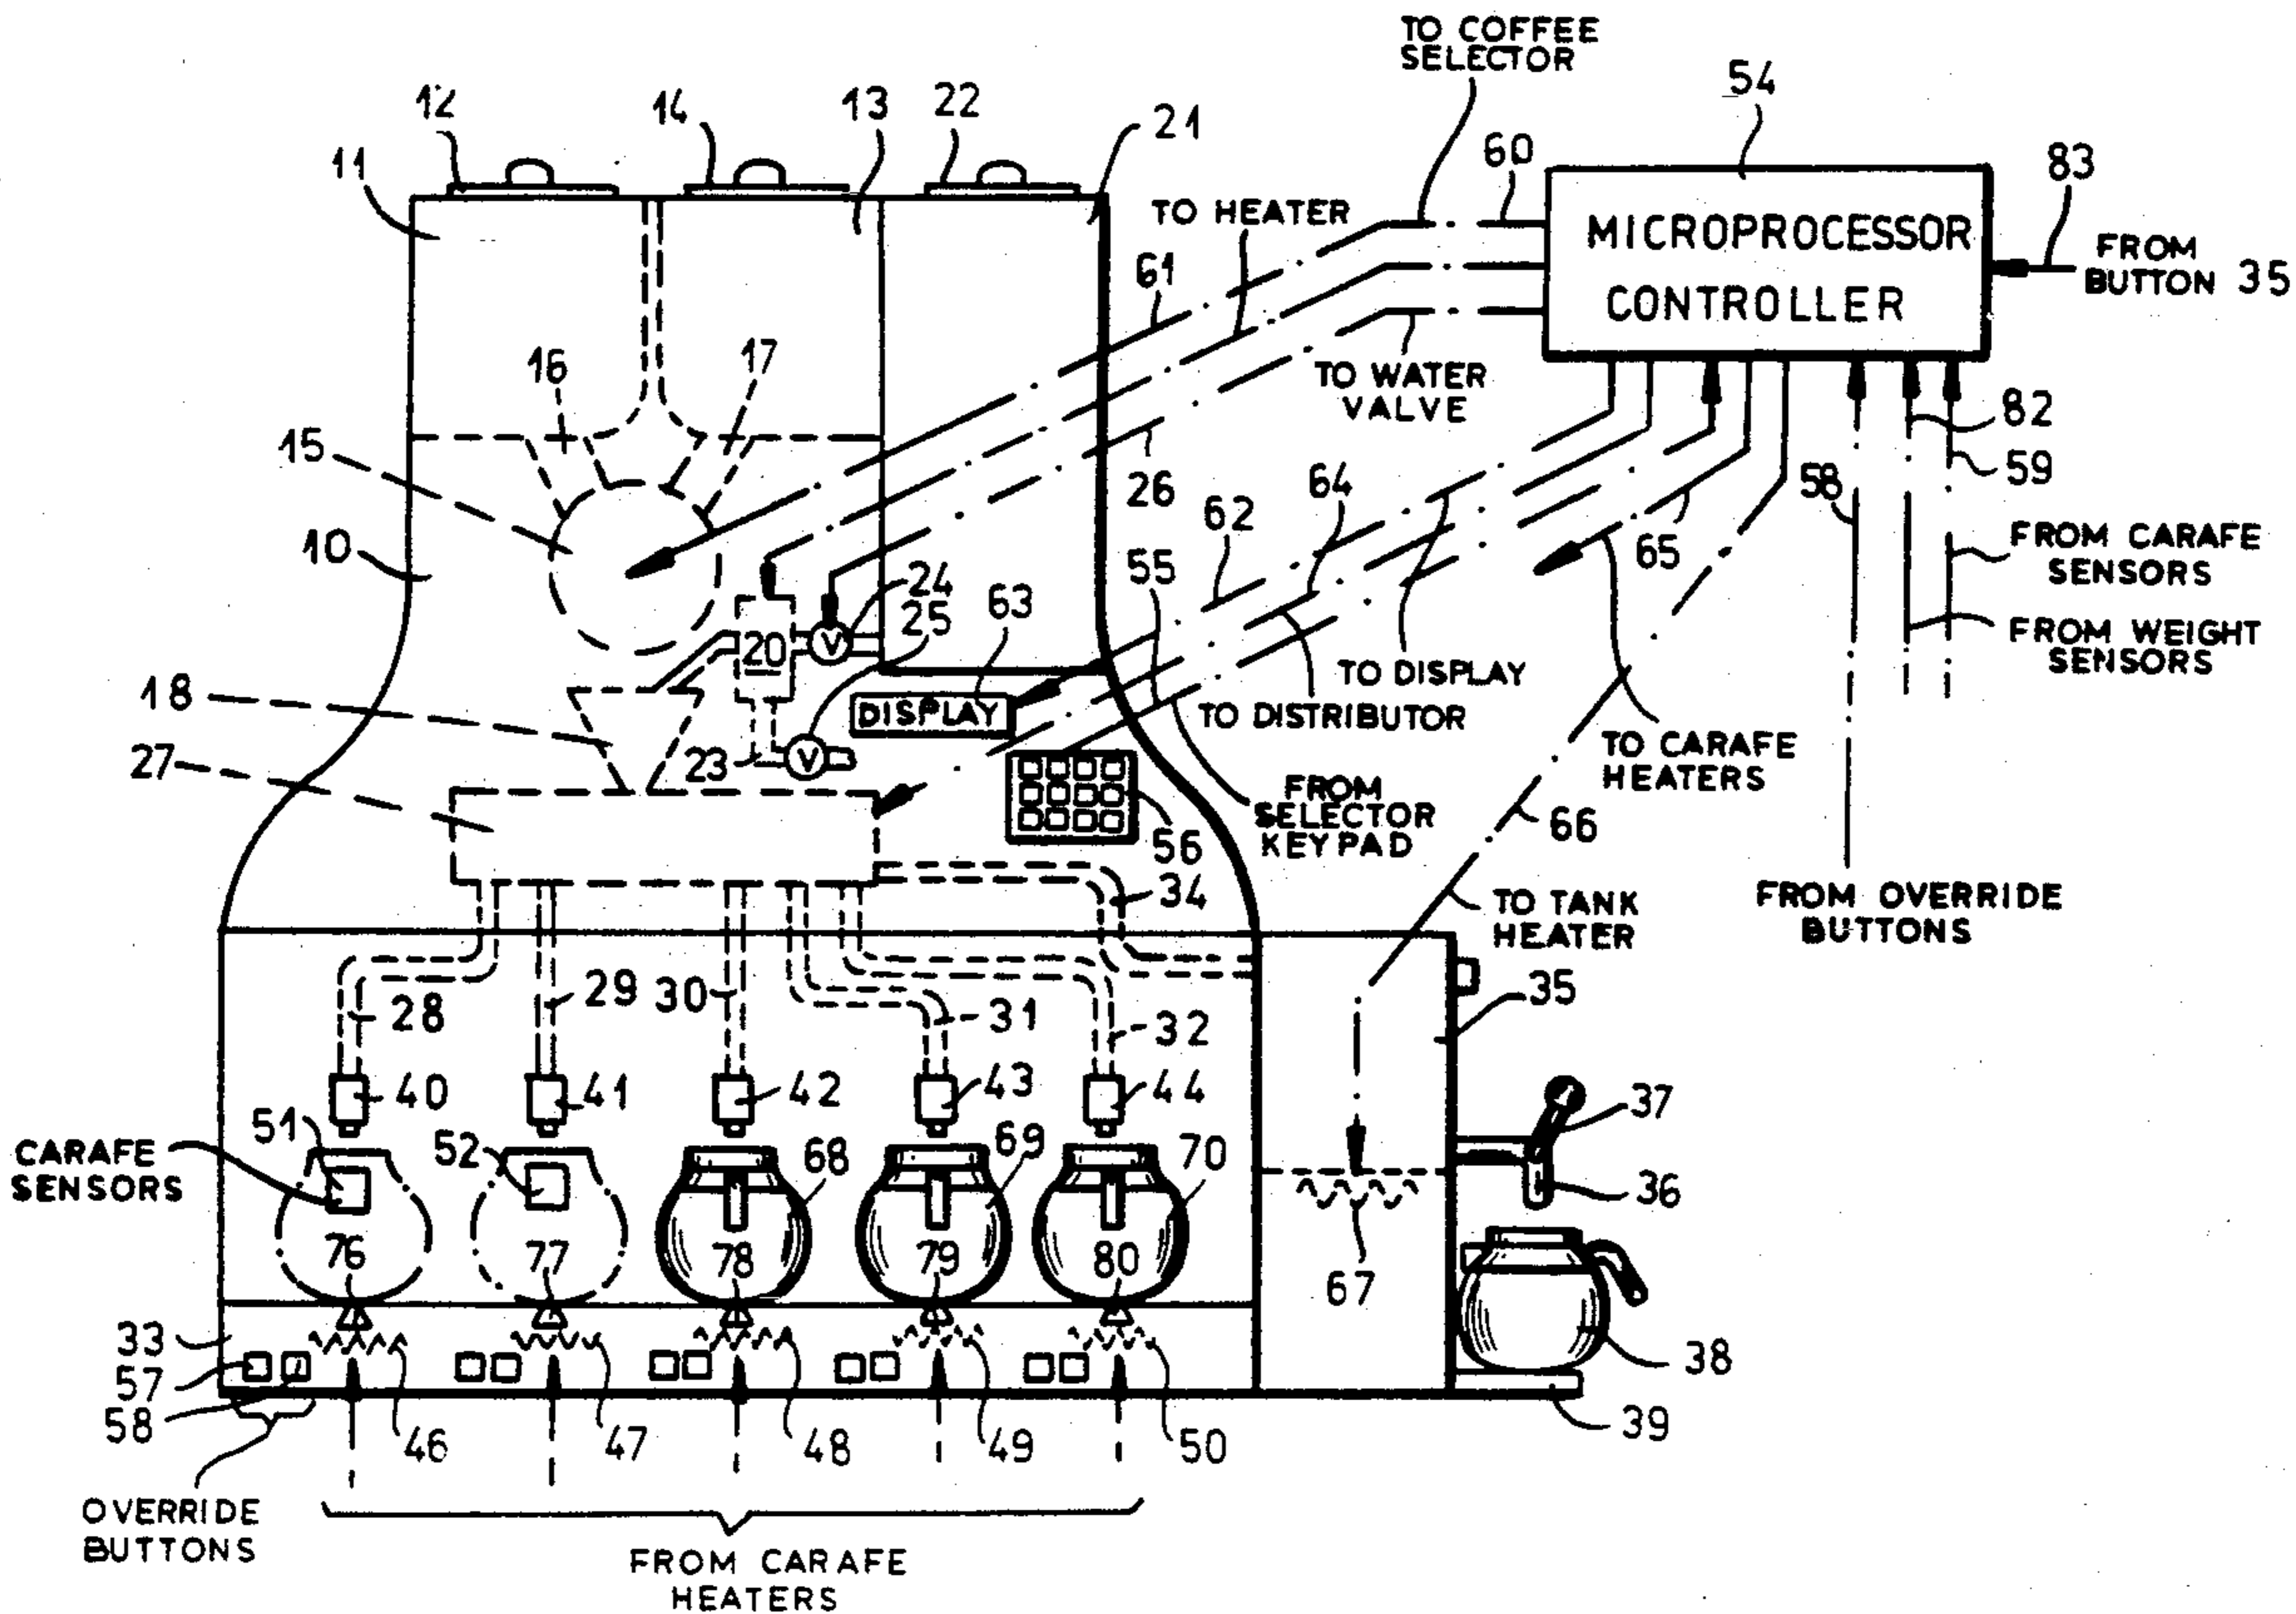 TO COFFEE
SELECTOR
54
12
14
13
22
21
11
60
83
TO HEATER
MICROPROCESSOR
CONTROLLER
FROM
BUTTON 35
61
16
17
TO WATER
VALVE
82
15
26
64
58
59
62
FROM CARAFE
SENSORS
10
55
65
24
25
63
20
FROM WEIGHT
SENSORS
18
TO DISPLAY
DISPLAY
TO DISTRIBUTOR
27
23
TO CARAFE
HEATERS
FROM
SELECTOR
KEYPAD
66
56
34
TO TANK
HEATER
FROM OVERRIDE
BUTTONS
28
29
30
31
32
35
40
41
42
43
44
37
51
52
68
69
70
CARAFE
SENSORS
36
76
77
78
79
80
67
33
57
58
38
46
47
48
49
50
39
OVERRIDE
BUTTONS
FROM CARAFE
HEATERS
V
V